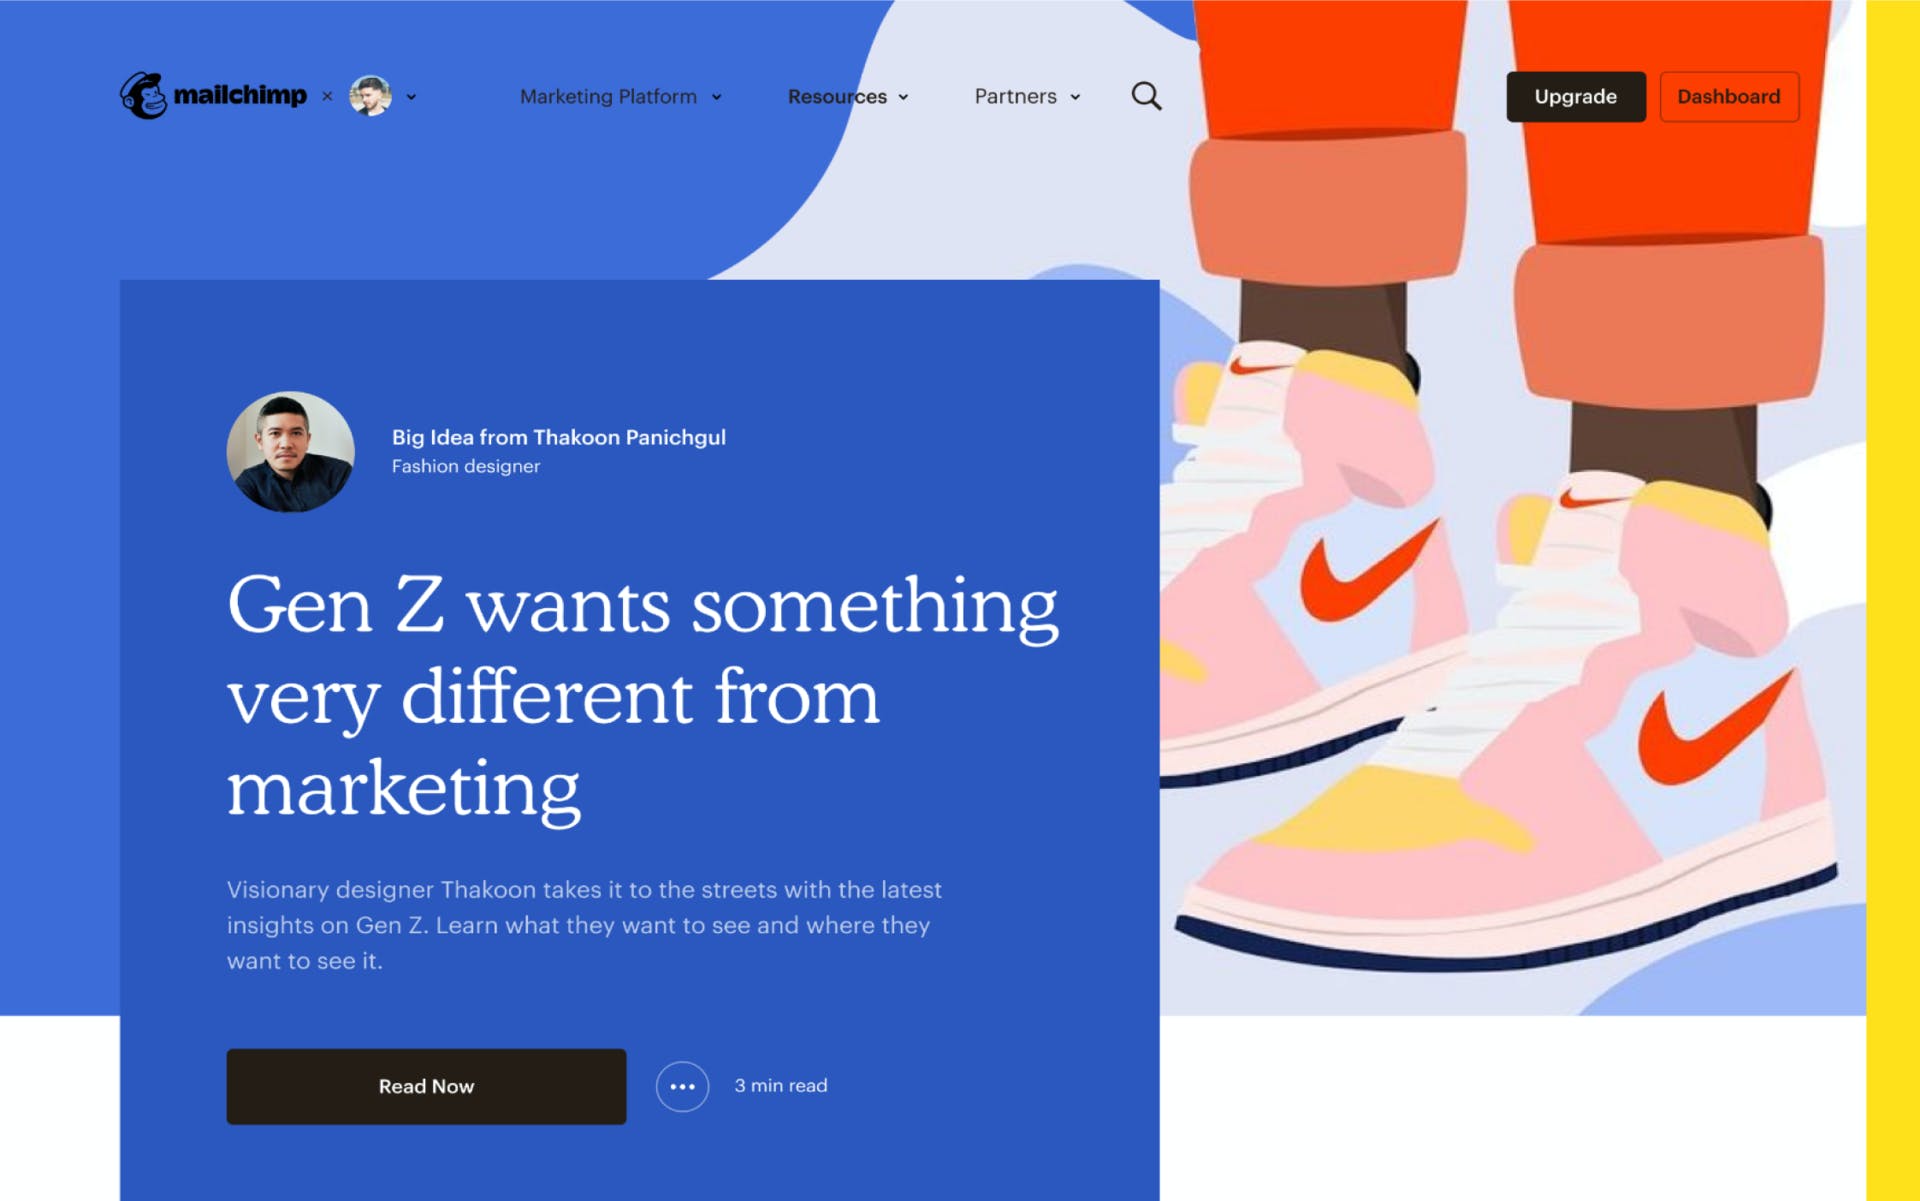 mailchimp × Marketing Platform Resources Partners Upgrade Dashboard
Big Idea from Thakoon Panichgul
Fashion designer
Gen Z wants something
very different from
marketing
Visionary designer Thakoon takes it to the streets with the latest
insights on Gen Z. Learn what they want to see and where they
want to see it.
Read Now ••• 3 min read